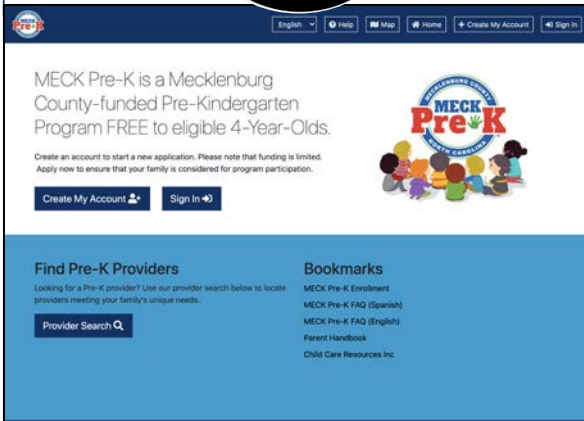 MECK
Pre-K
English
Help
Map
Home
Create My Account
Sign In
MECK Pre-K is a Mecklenburg
County-funded Pre-Kindergarten
Program FREE to eligible 4-Year-Olds.
Create an account to start a new application. Please note that funding is limited.
Apply now to ensure that your family is considered for program participation.
Create My Account
Sign In
MECKLENBURG COUNTY
MECK
Pre K
NORTH CAROLINA
Find Pre-K Providers
Looking for a Pre-K provider? Use our provider search below to locate
providers meeting your family's unique needs.
Provider Search
Bookmarks
MECK Pre-K Enrollment
MECK Pre-K FAQ (Spanish)
MECK Pre-K FAQ (English)
Parent Handbook
Child Care Resources Inc